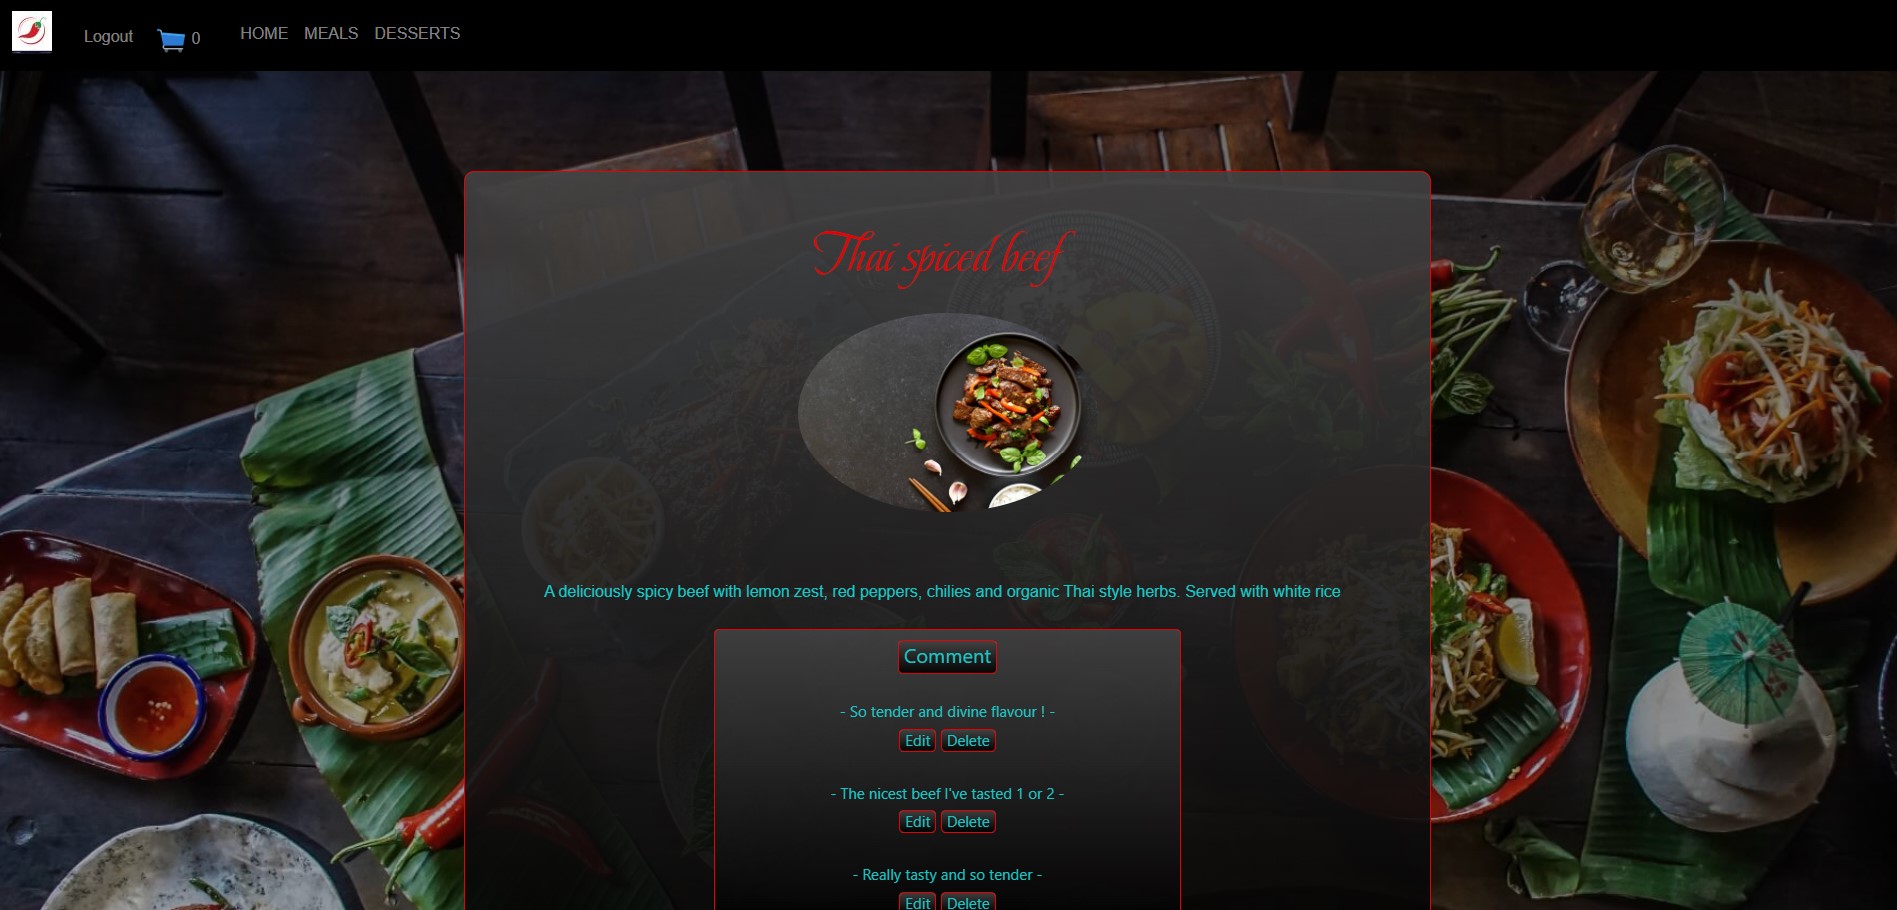 Logout 0 HOME MEALS DESSERTS
Thai spiced beef
A deliciously spicy beef with lemon zest, red peppers, chilies and organic Thai style herbs. Served with white rice
Comment
- So tender and divine flavour ! -
Edit Delete
- The nicest beef I've tasted 1 or 2 -
Edit Delete
- Really tasty and so tender -
Edit Delete